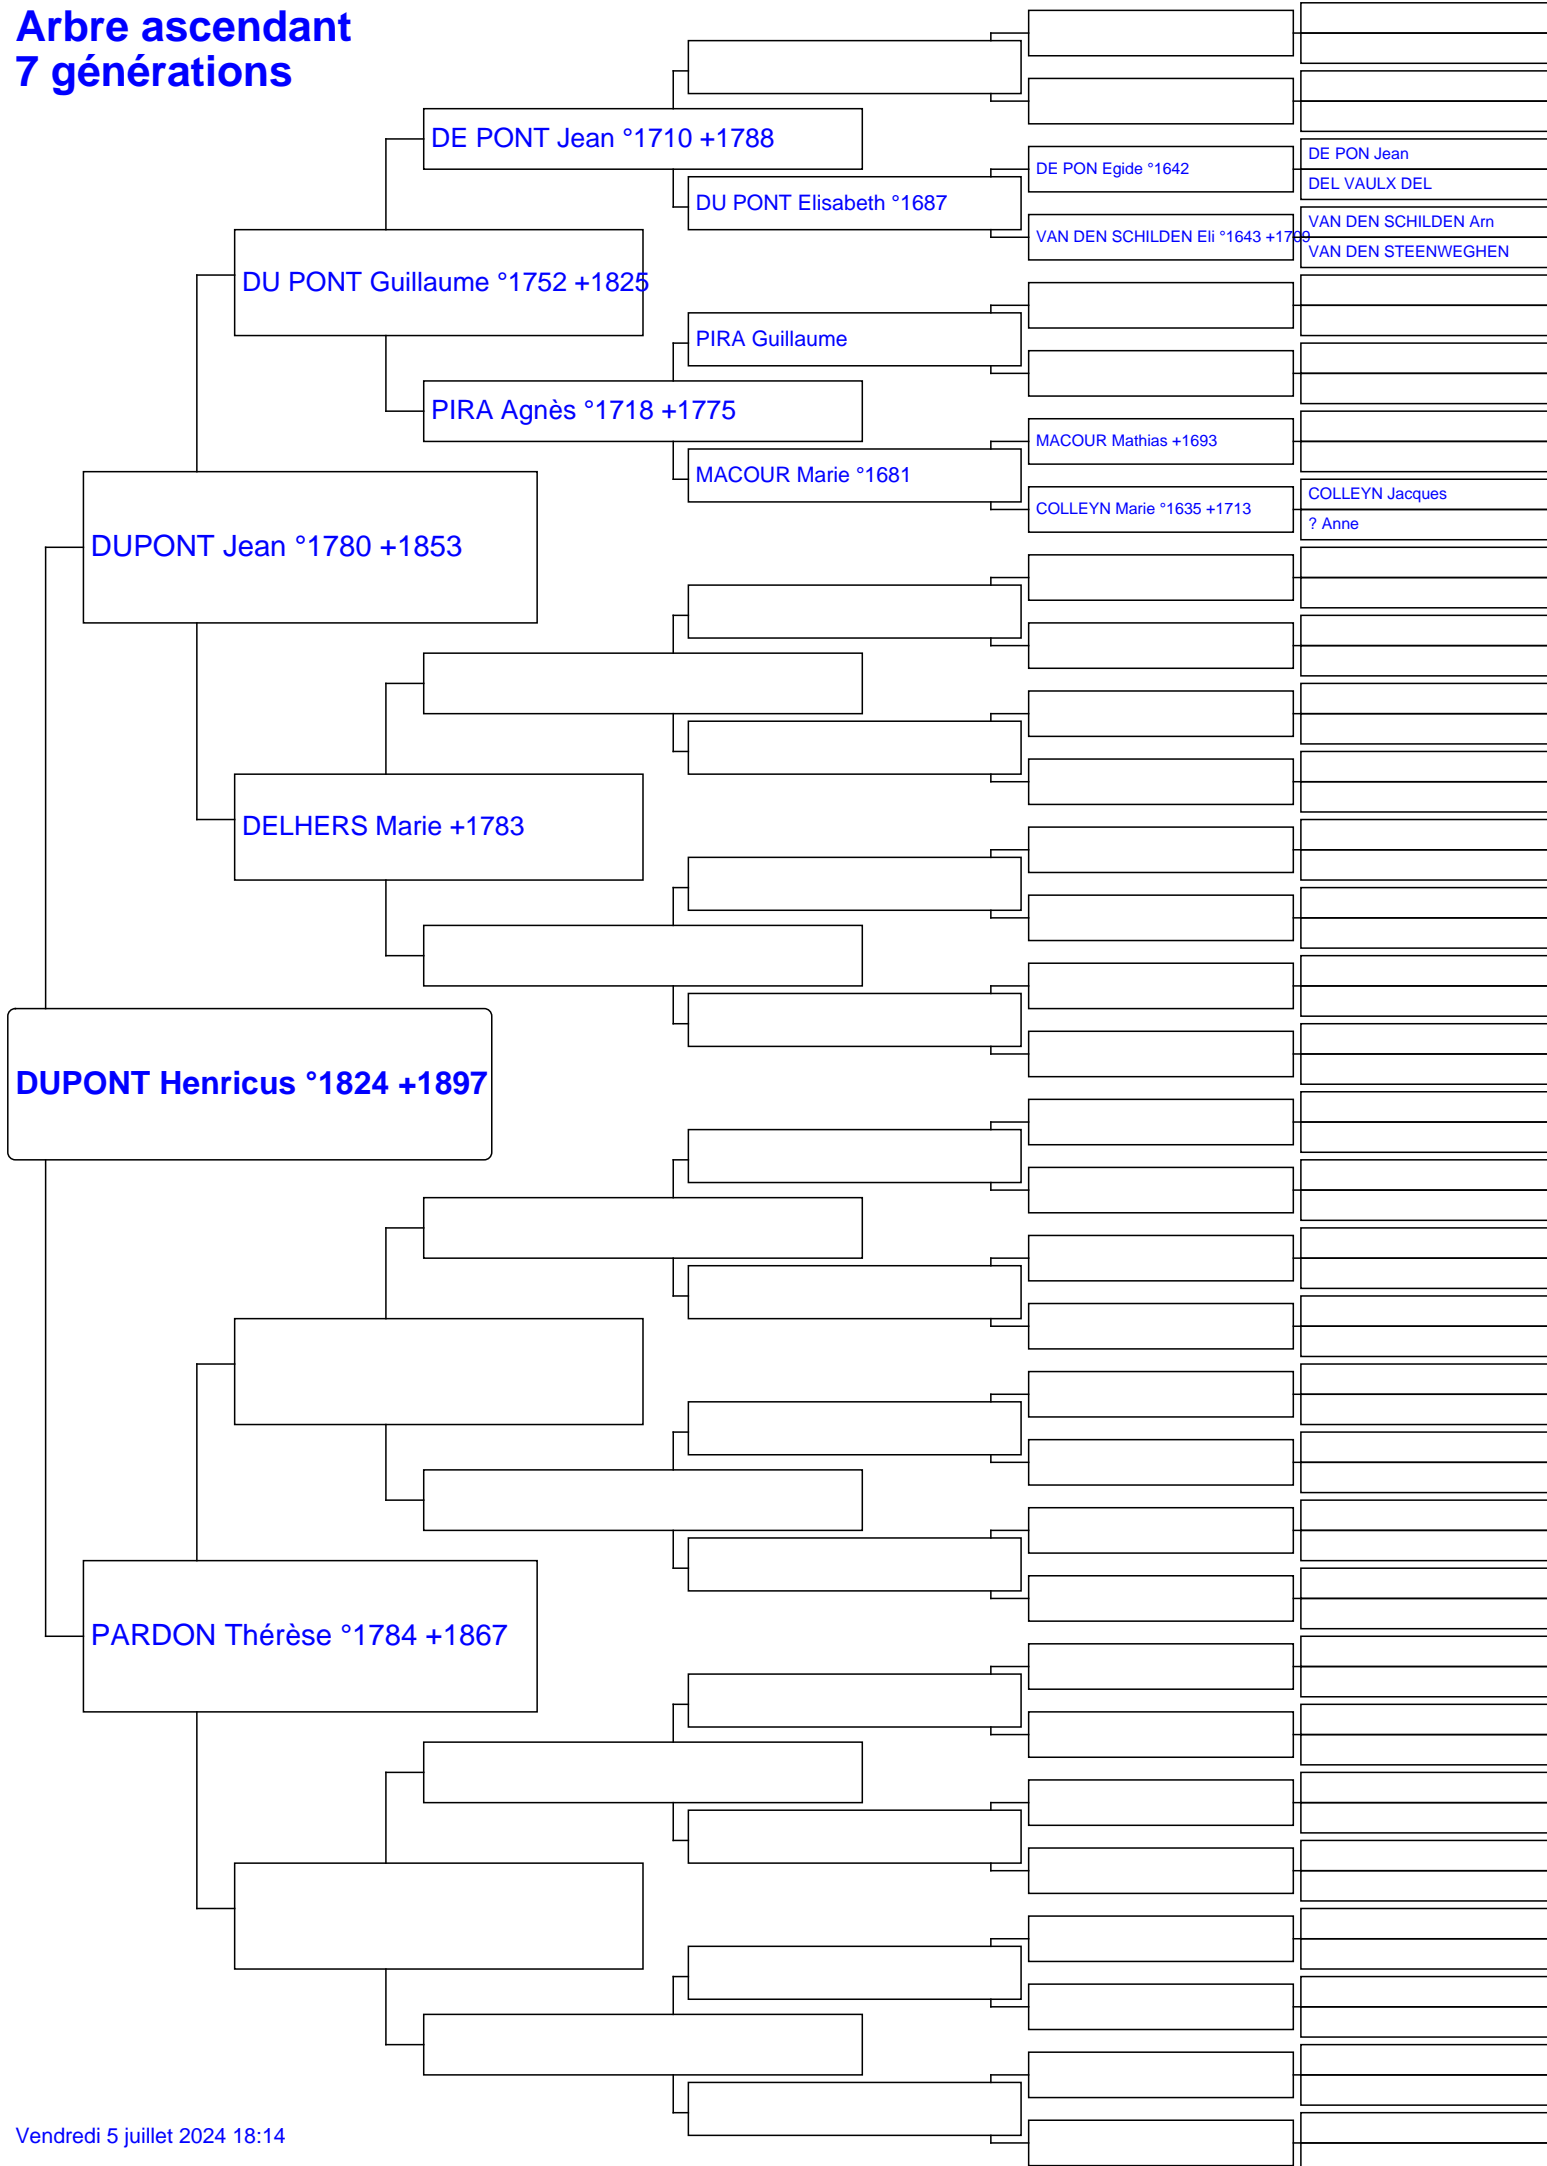 Arbre ascendant
7 générations
DE PONT Jean °1710 +1788
DE PON Egide °1642
DE PON Jean
DEL VAULX DEL
DU PONT Elisabeth °1687
VAN DEN SCHILDEN Eli °1643 +1709
VAN DEN SCHILDEN Arn
VAN DEN STEENWEGHEN
DU PONT Guillaume °1752 +1825
PIRA Guillaume
PIRA Agnès °1718 +1775
MACOUR Mathias +1693
MACOUR Marie °1681
COLLEYN Marie °1635 +1713
COLLEYN Jacques
? Anne
DUPONT Jean °1780 +1853
DELHERS Marie +1783
DUPONT Henricus °1824 +1897
PARDON Thérèse °1784 +1867
Vendredi 5 juillet 2024 18:14